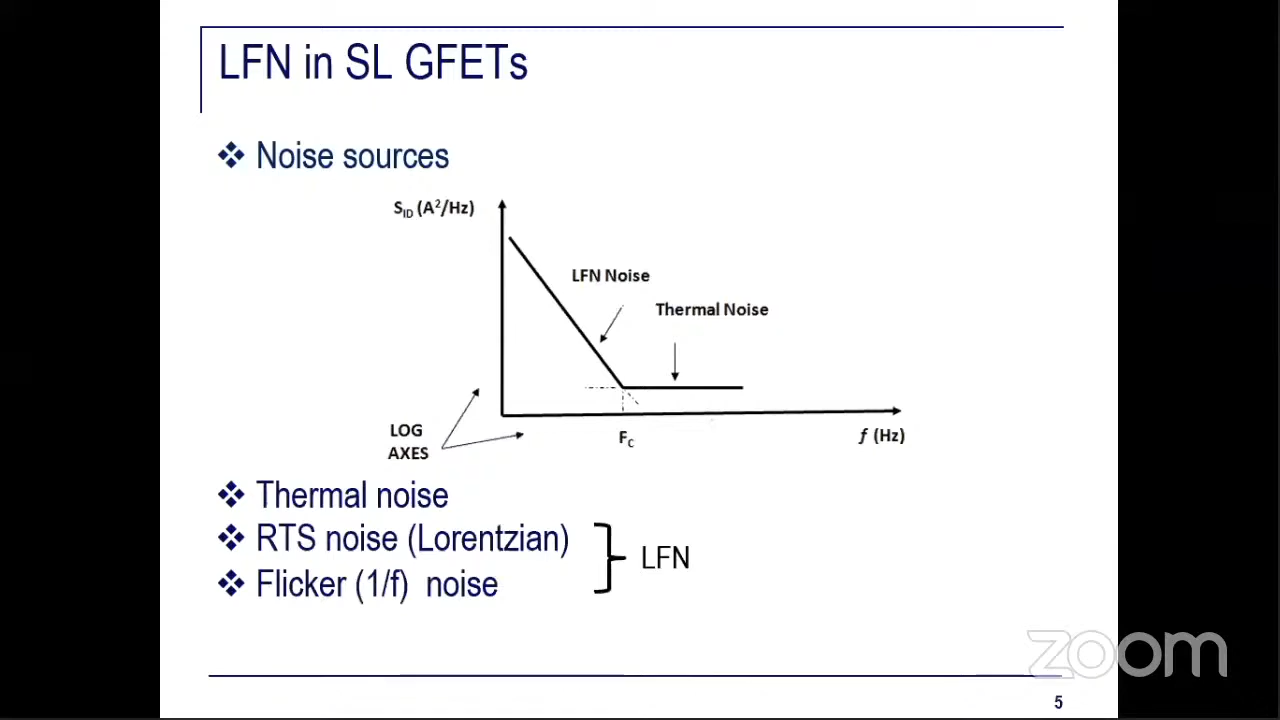 LFN in SL GFETs
❖ Noise sources
S_ID (A²/Hz)
LFN Noise
Thermal Noise
LOG
AXES
F_C
f (Hz)
❖ Thermal noise
❖ RTS noise (Lorentzian)
❖ Flicker (1/f) noise
LFN
zoom
5